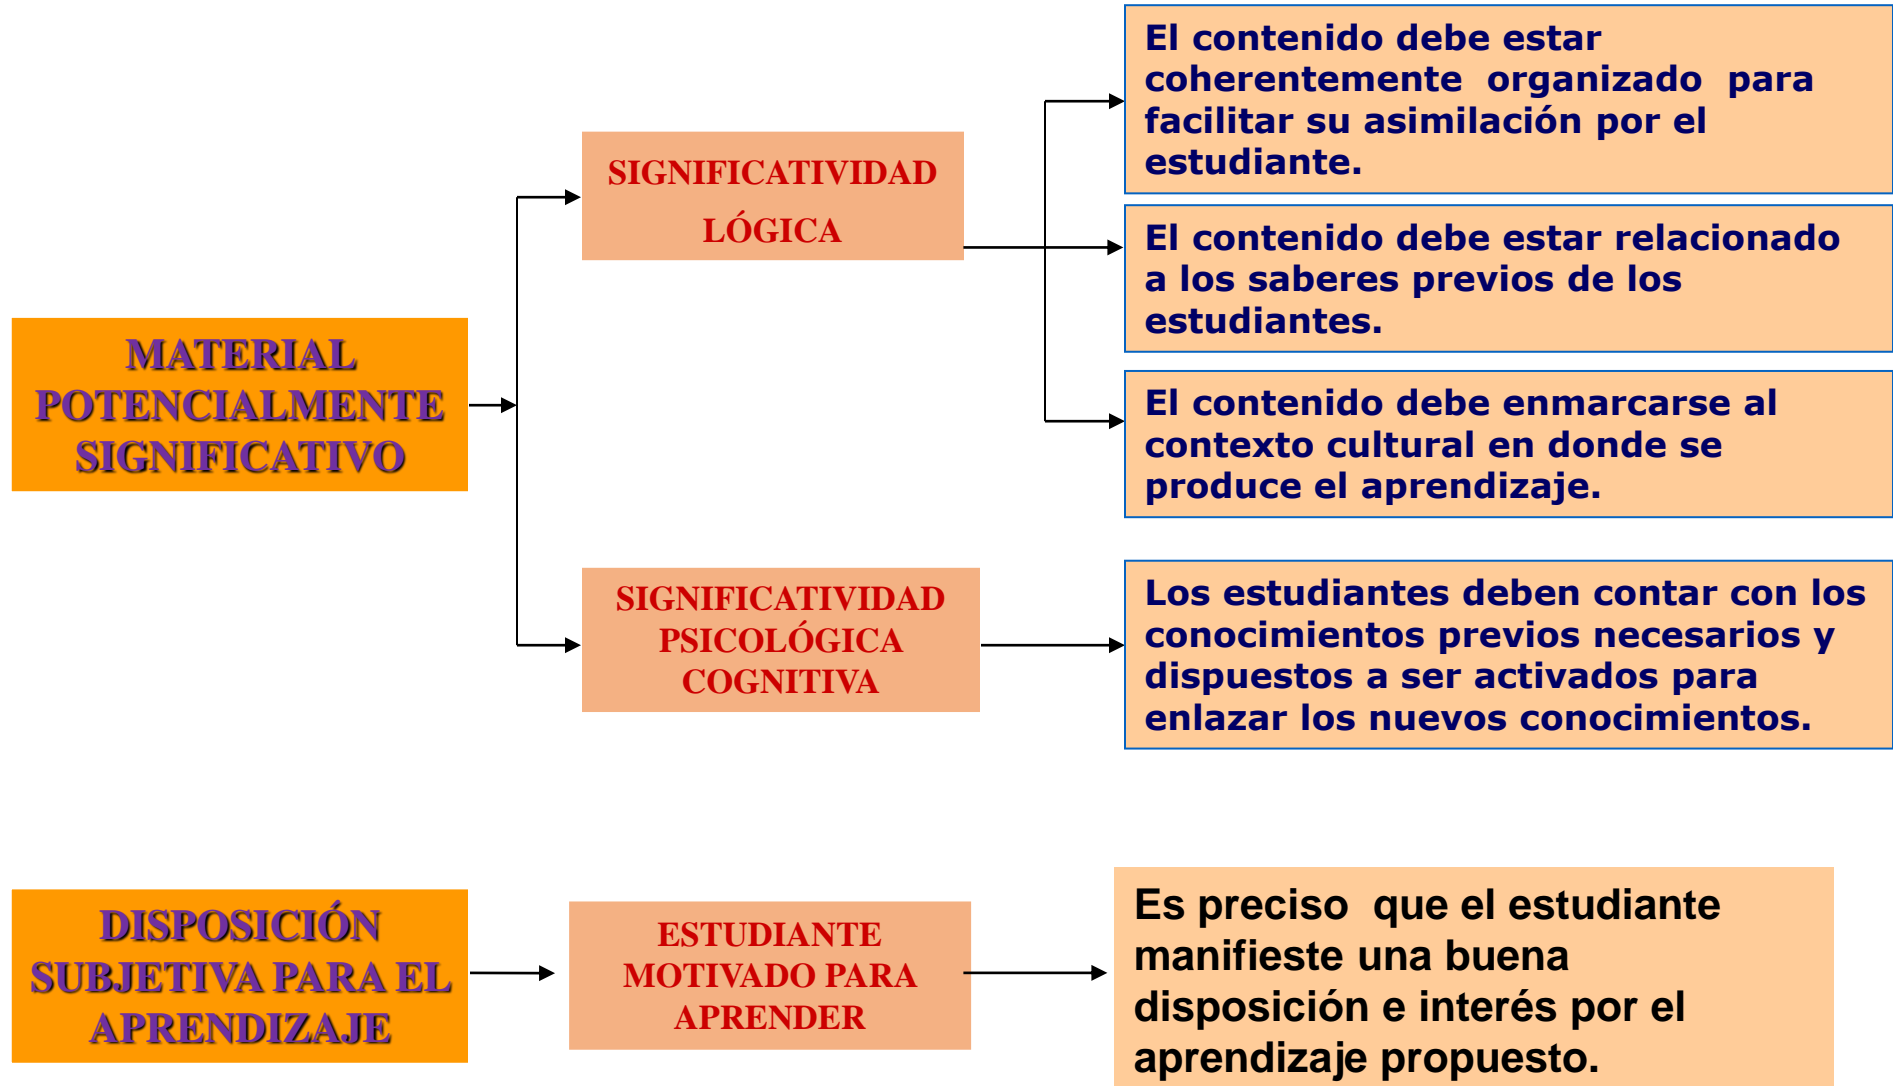 El contenido debe estar
coherentemente organizado para
facilitar su asimilación por el
estudiante.
SIGNIFICATIVIDAD
LÓGICA
El contenido debe estar relacionado
a los saberes previos de los
estudiantes.
MATERIAL
POTENCIALMENTE
SIGNIFICATIVO
El contenido debe enmarcarse al
contexto cultural en donde se
produce el aprendizaje.
SIGNIFICATIVIDAD
PSICOLÓGICA
COGNITIVA
Los estudiantes deben contar con los
conocimientos previos necesarios y
dispuestos a ser activados para
enlazar los nuevos conocimientos.
DISPOSICIÓN
SUBJETIVA PARA EL
APRENDIZAJE
ESTUDIANTE
MOTIVADO PARA
APRENDER
Es preciso que el estudiante
manifieste una buena
disposición e interés por el
aprendizaje propuesto.